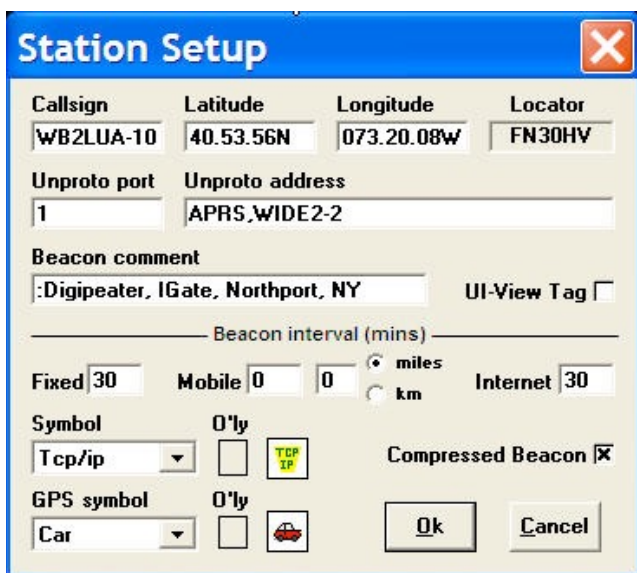 Station Setup
Callsign Latitude Longitude Locator
WB2LUA-10 40.53.56N 073.20.08W FN30HV
Unproto port Unproto address
1 APRS,WIDE2-2
Beacon comment
:Digipeater, IGate, Northport, NY UI-View Tag
Beacon interval (mins)
Fixed 30 Mobile 0 0 miles km Internet 30
Symbol O'ly
Tcp/ip TCP IP Compressed Beacon
GPS symbol O'ly
Car Ok Cancel